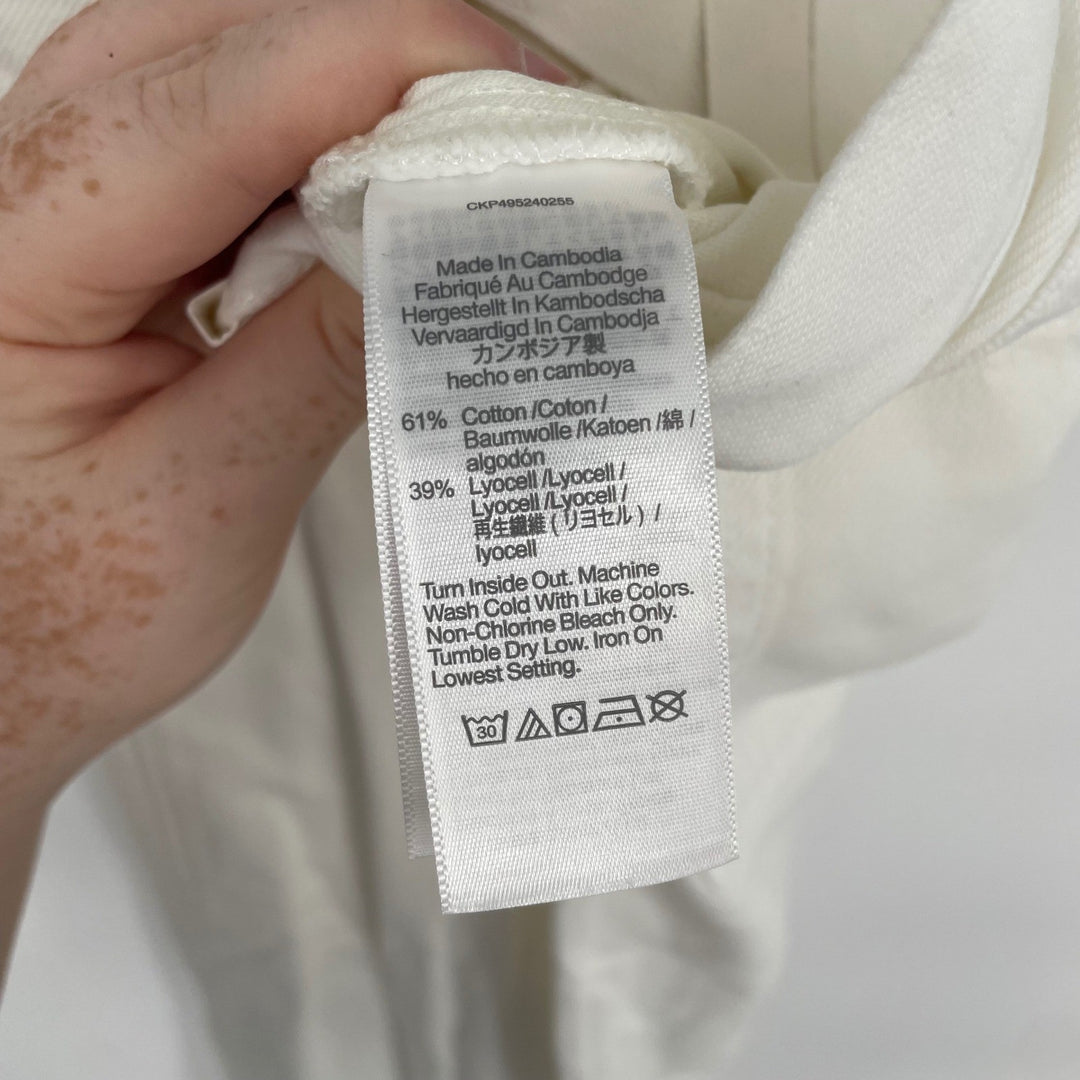 CKP495240255
Made In Cambodia
Fabriqué Au Cambodge
Hergestellt In Kambodscha
Vervaardigd In Cambodja
カンボジア製
hecho en camboya
61% Cotton /Coton /
Baumwolle /Katoen /綿 /
algodón
39% Lyocell /Lyocell /
Lyocell /Lyocell /
再生繊維 (リヨセル) /
lyocell
Turn Inside Out. Machine
Wash Cold With Like Colors.
Non-Chlorine Bleach Only.
Tumble Dry Low. Iron On
Lowest Setting.
30